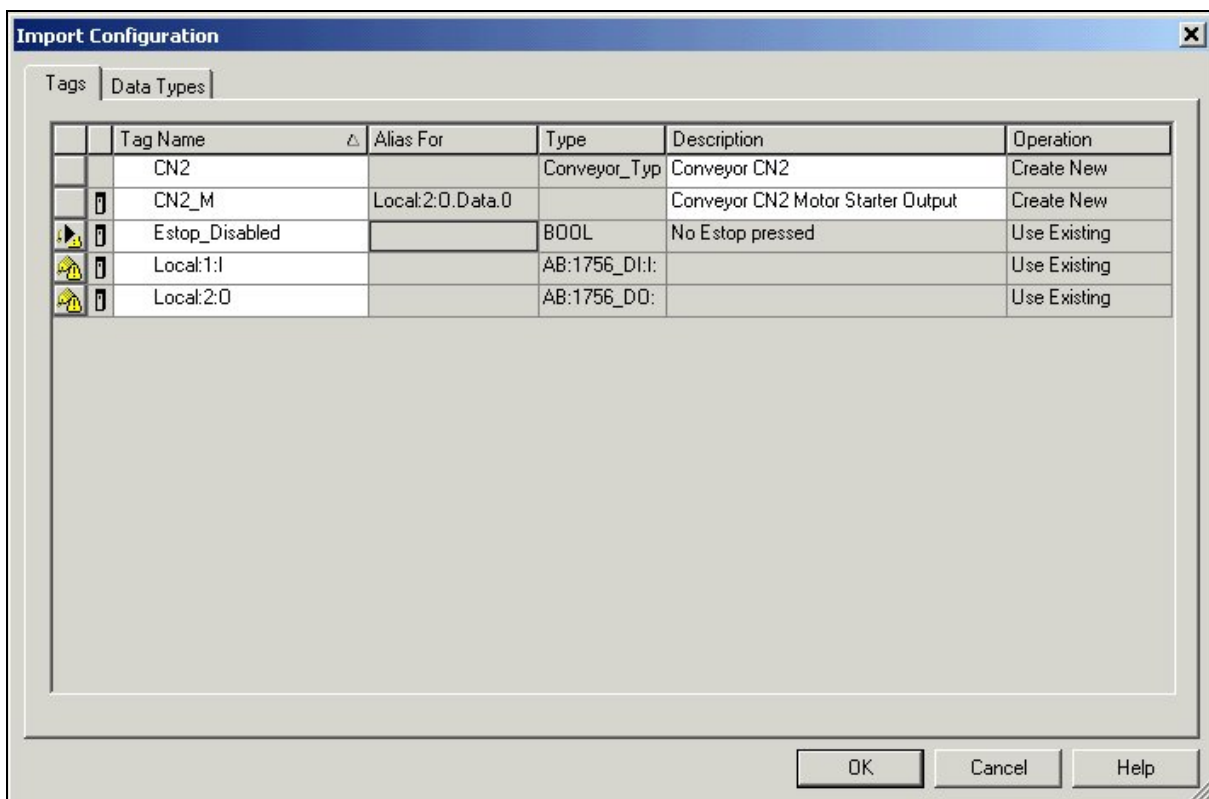 Import Configuration
Tags Data Types
Tag Name Alias For Type Description Operation
CN2 Conveyor_Typ Conveyor CN2 Create New
CN2_M Local:2:O.Data.0 Conveyor CN2 Motor Starter Output Create New
Estop_Disabled BOOL No Estop pressed Use Existing
Local:1:I AB:1756_DI:I: Use Existing
Local:2:O AB:1756_DO: Use Existing
OK Cancel Help